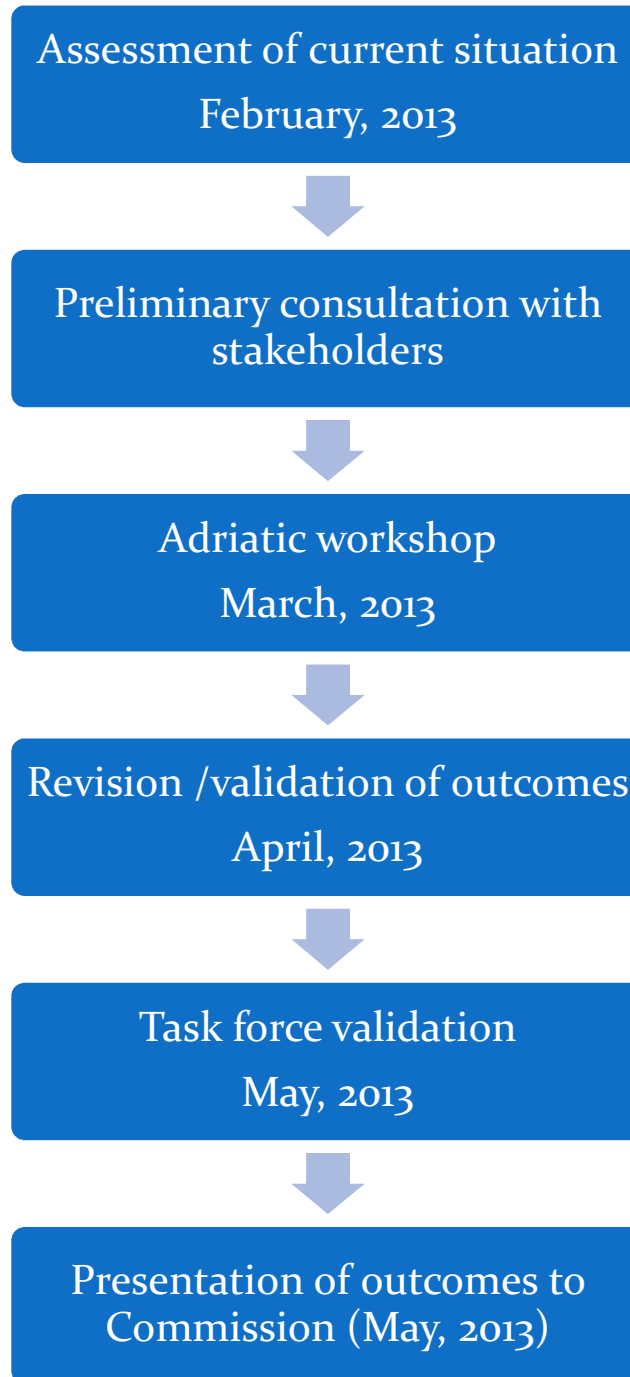 Assessment of current situation
February, 2013
Preliminary consultation with
stakeholders
Adriatic workshop
March, 2013
Revision /validation of outcomes
April, 2013
Task force validation
May, 2013
Presentation of outcomes to
Commission (May, 2013)